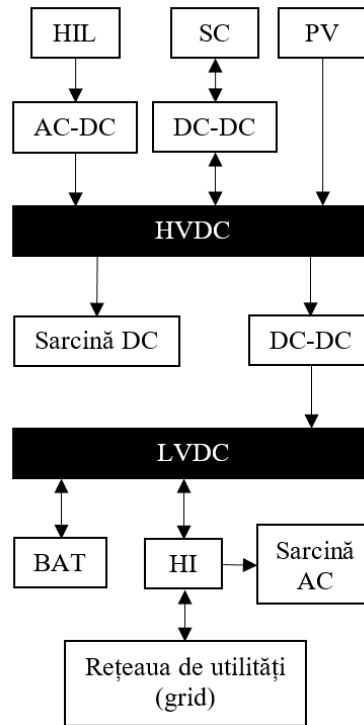 HIL
SC
PV
AC-DC
DC-DC
HVDC
Sarcină DC
DC-DC
LVDC
BAT
HI
Sarcină
AC
Rețeaua de utilități
(grid)